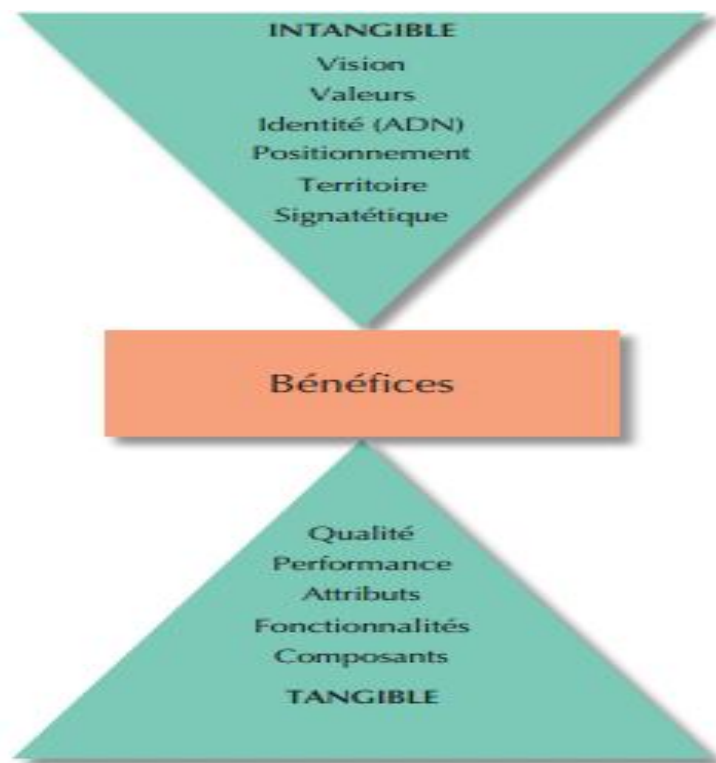 INTANGIBLE
Vision
Valeurs
Identité (ADN)
Positionnement
Territoire
Signatétique
Bénéfices
Qualité
Performance
Attributs
Fonctionnalités
Composants
TANGIBLE